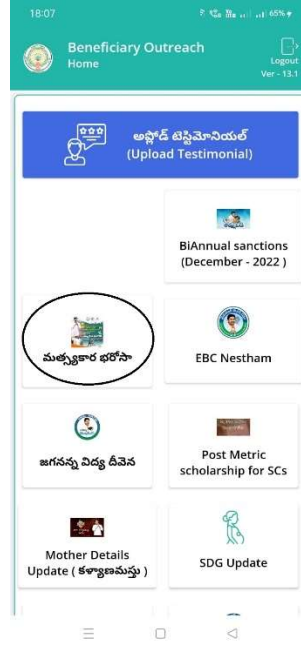 18:07
65%
Beneficiary Outreach
Home
Logout
Ver - 13.1
అప్లోడ్ టెస్టిమోనియల్
(Upload Testimonial)
BiAnnual sanctions
(December - 2022 )
మత్స్యకార భరోసా
EBC Nestham
జగనన్న విద్య దీవెన
Post Metric
scholarship for SCs
Mother Details
Update ( కళ్యాణమస్తు )
SDG Update